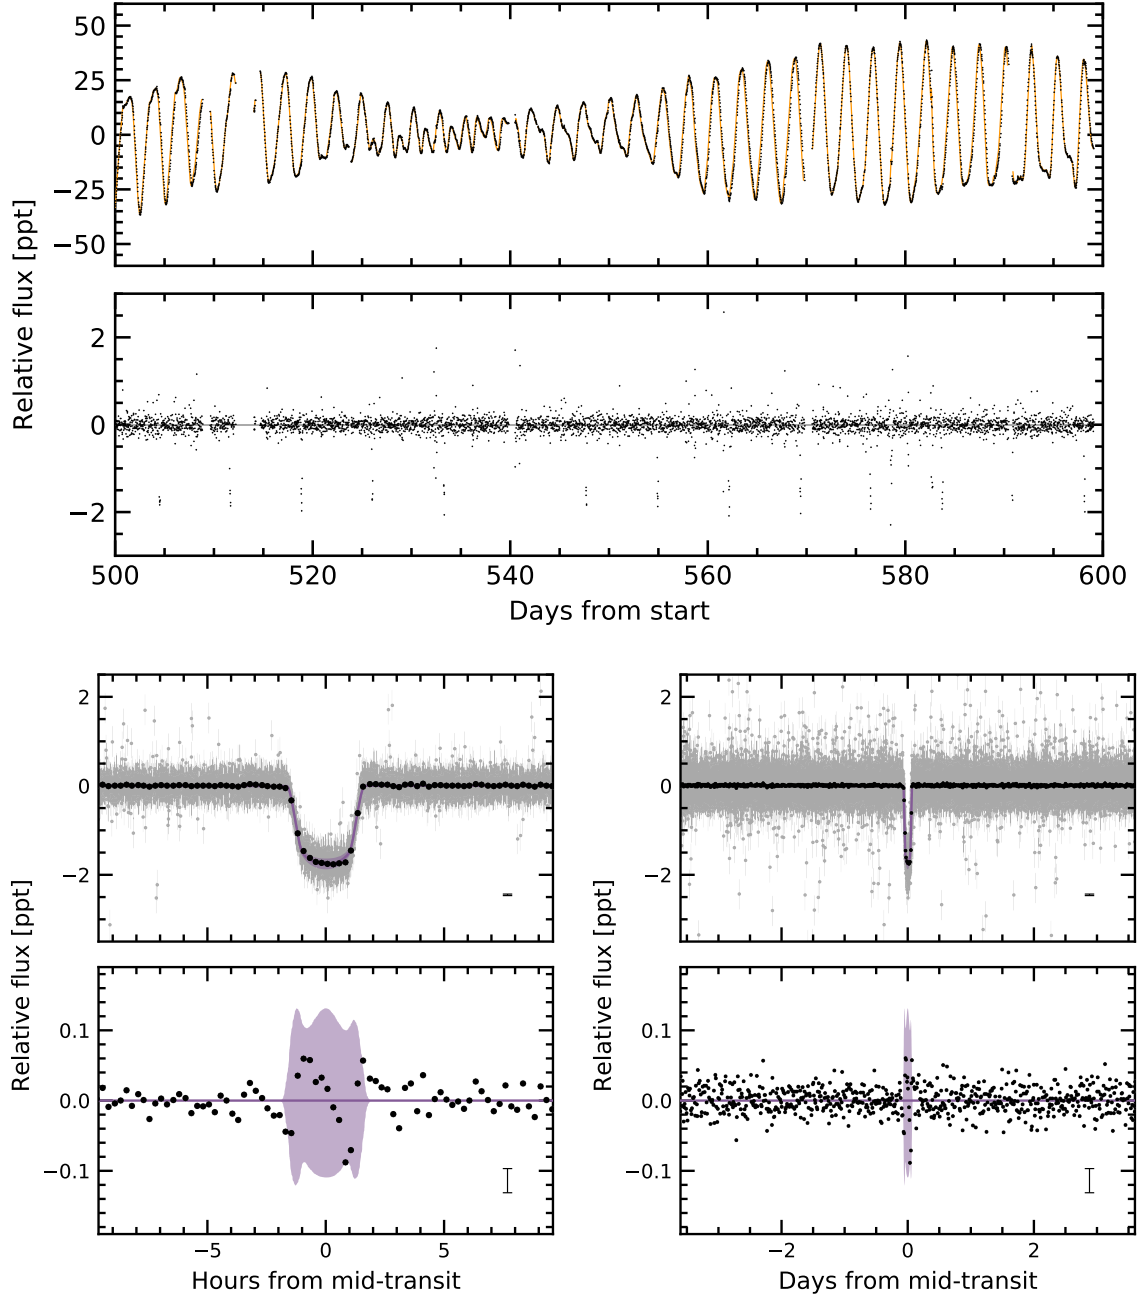 50
25
0
−25
−50
Relative flux [ppt]
2
0
−2
500 520 540 560 580 600
Days from start
2
0
−2
2
0
−2
Relative flux [ppt]
Relative flux [ppt]
0.1
0.0
−0.1
0.1
0.0
−0.1
−5 0 5
−2 0 2
Hours from mid-transit
Days from mid-transit